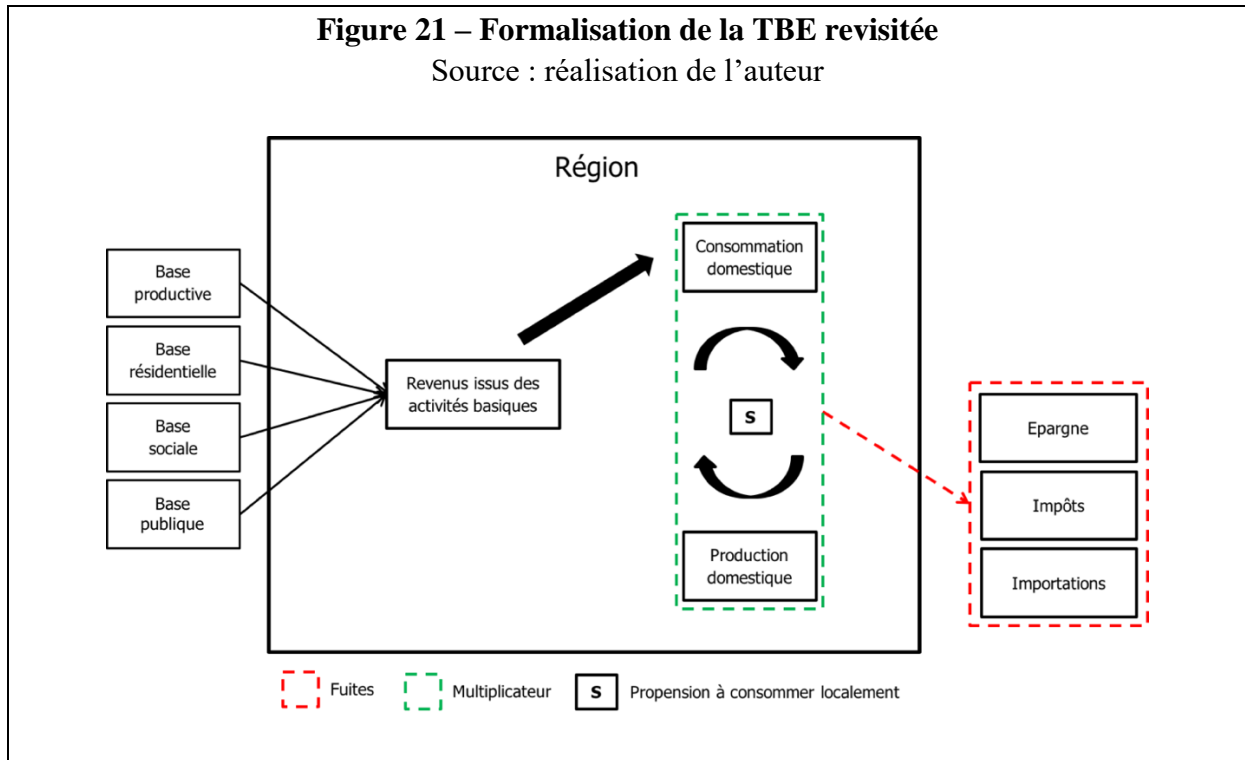 Figure 21 – Formalisation de la TBE revisitée
Source : réalisation de l’auteur
Région
Base
productive
Base
résidentielle
Base
sociale
Base
publique
Revenus issus des
activités basiques
Consommation
domestique
S
Production
domestique
Epargne
Impôts
Importations
Fuites
Multiplicateur
S
Propension à consommer localement